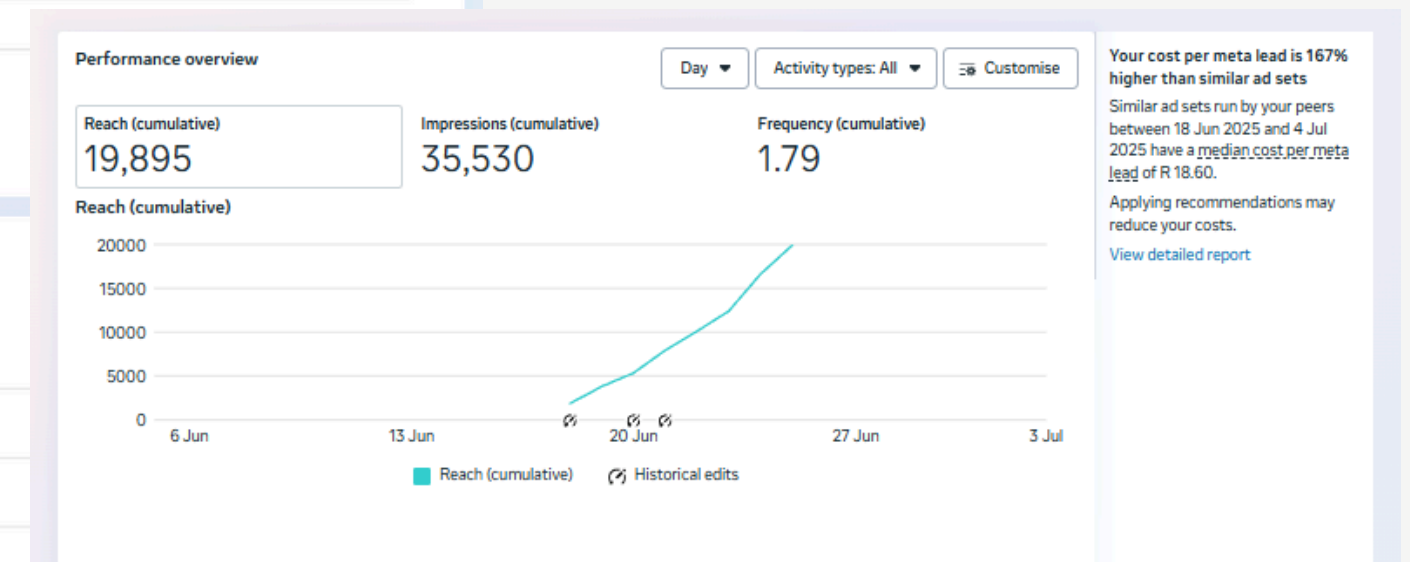 Performance overview
Day
Activity types: All
Customise
Reach (cumulative)
19,895
Impressions (cumulative)
35,530
Frequency (cumulative)
1.79
Reach (cumulative)
20000
15000
10000
5000
0
6 Jun
13 Jun
20 Jun
27 Jun
3 Jul
Reach (cumulative)
Historical edits
Your cost per meta lead is 167%
higher than similar ad sets
Similar ad sets run by your peers
between 18 Jun 2025 and 4 Jul
2025 have a median cost per meta
lead of R 18.60.
Applying recommendations may
reduce your costs.
View detailed report